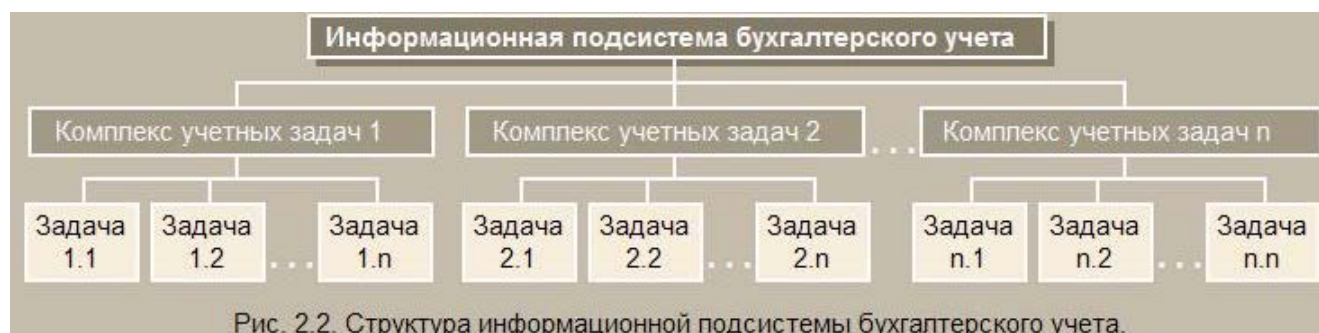 Информационная подсистема бухгалтерского учета
Комплекс учетных задач 1
Комплекс учетных задач 2
...
Комплекс учетных задач n
Задача
1.1
Задача
1.2
...
Задача
1.n
Задача
2.1
Задача
2.2
...
Задача
2.n
Задача
n.1
Задача
n.2
...
Задача
n.n
Рис. 2.2. Структура информационной подсистемы бухгалтерского учета.